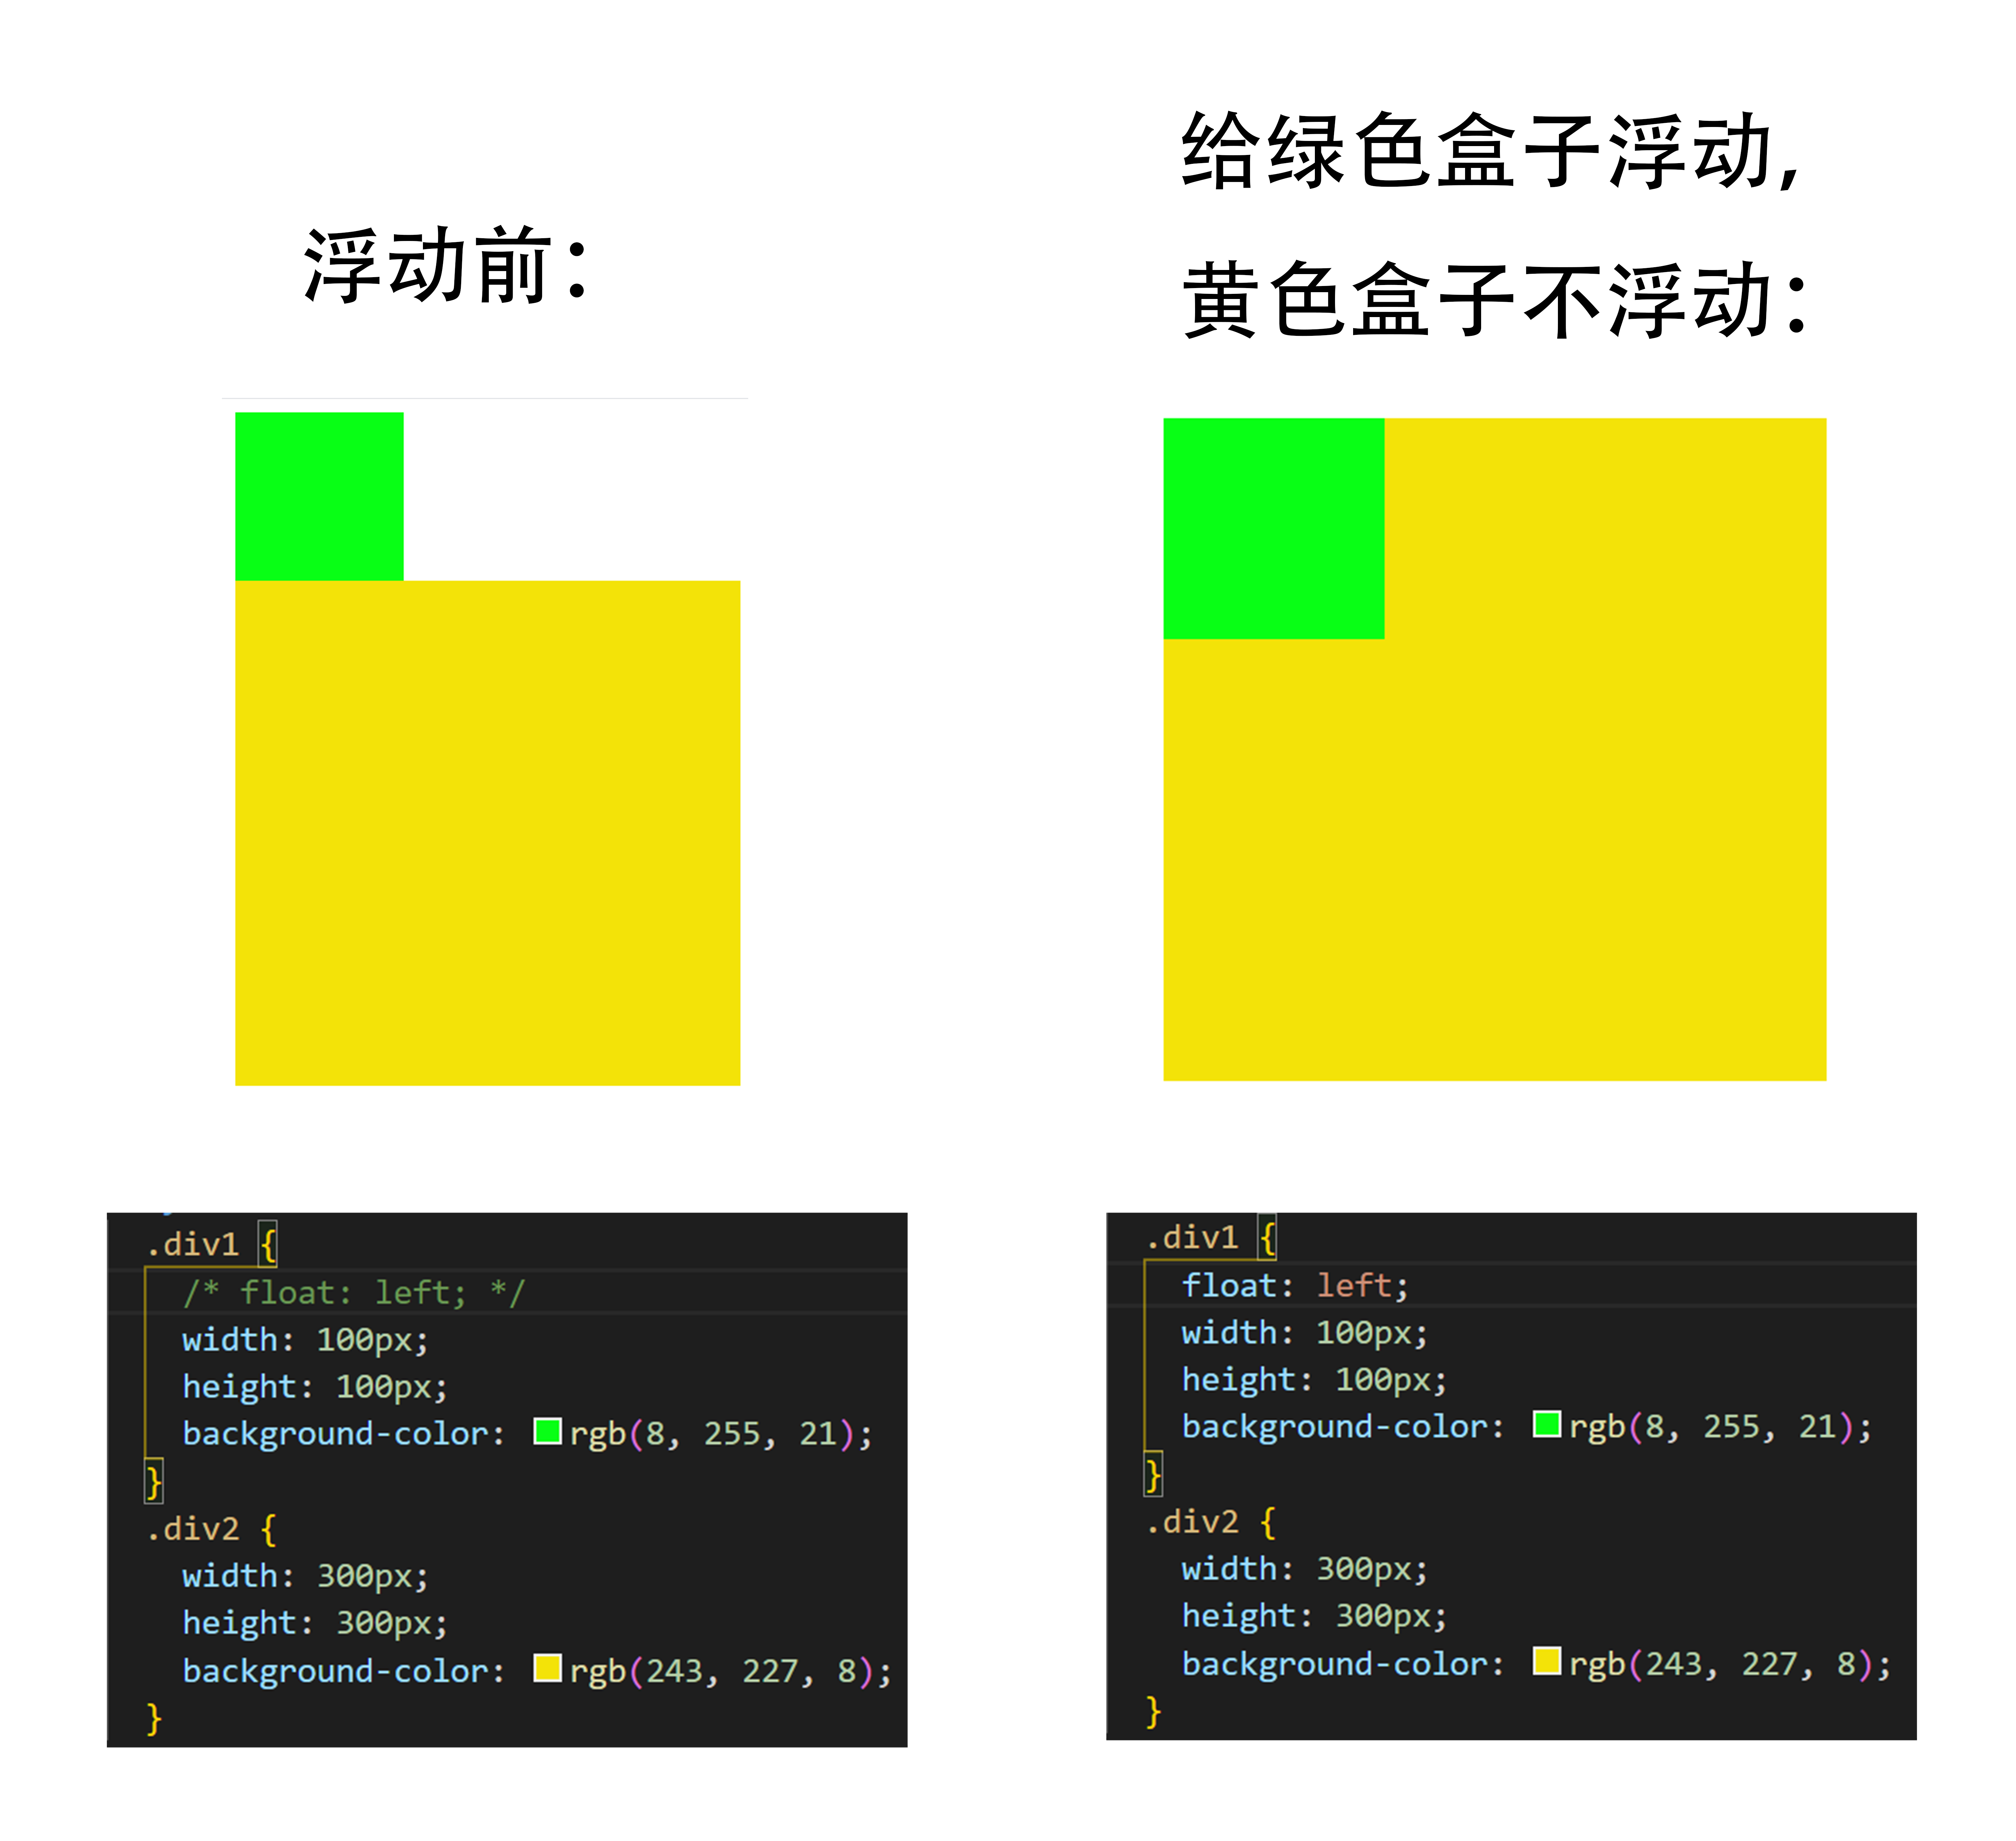 浮动前：
给绿色盒子浮动,
黄色盒子不浮动：
.div1 {
/* float: left; */
width: 100px;
height: 100px;
background-color: rgb(8, 255, 21);
}
.div2 {
width: 300px;
height: 300px;
background-color: rgb(243, 227, 8);
}
.div1 {
float: left;
width: 100px;
height: 100px;
background-color: rgb(8, 255, 21);
}
.div2 {
width: 300px;
height: 300px;
background-color: rgb(243, 227, 8);
}